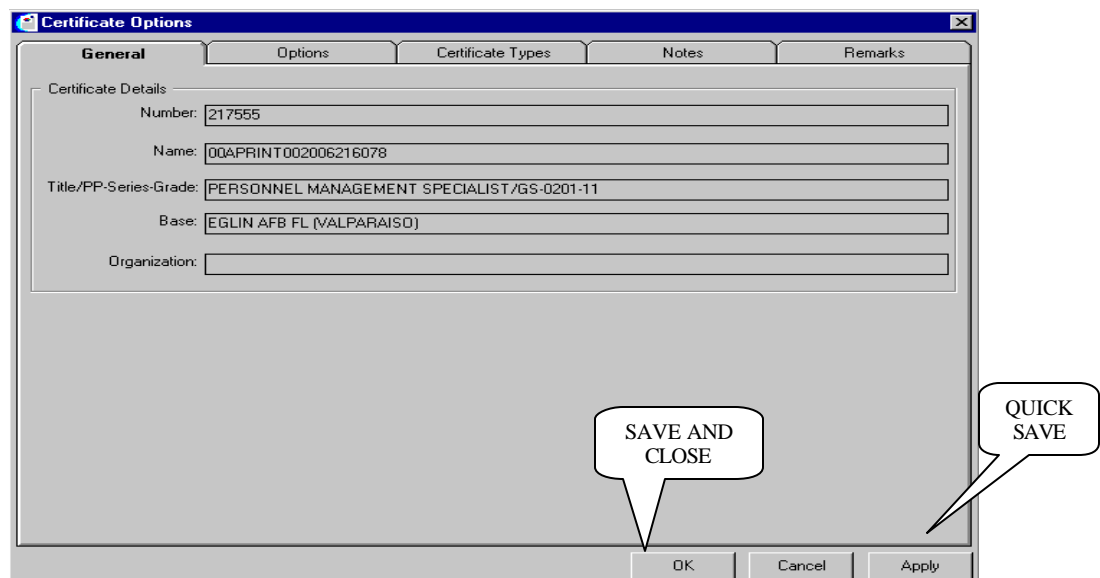 Certificate Options
General Options Certificate Types Notes Remarks
Certificate Details
Number: 217555
Name: 00APRINT002006216078
Title/PP-Series-Grade: PERSONNEL MANAGEMENT SPECIALIST/GS-0201-11
Base: EGLIN AFB FL (VALPARAISO)
Organization:
SAVE AND
CLOSE
QUICK
SAVE
OK Cancel Apply